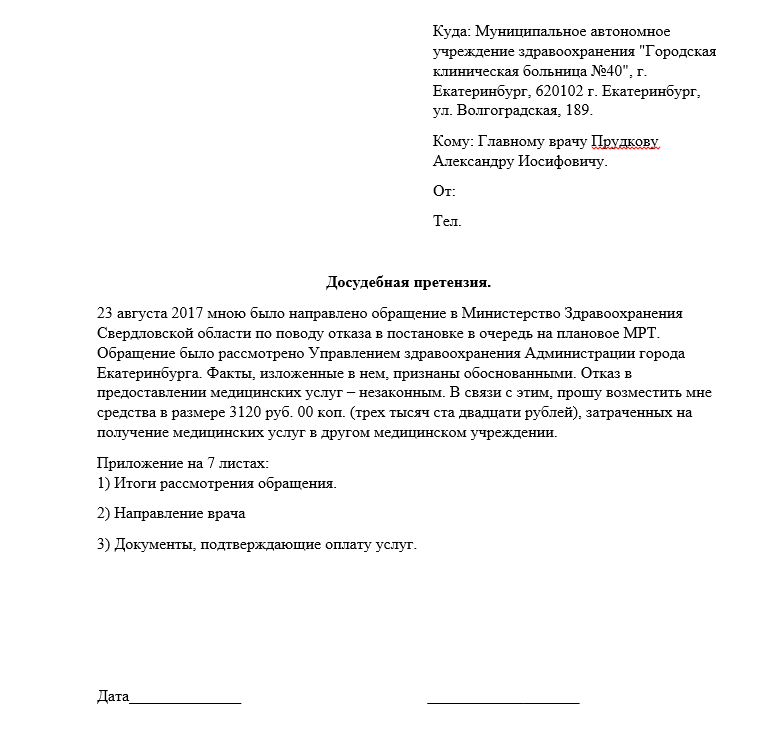 Куда: Муниципальное автономное
учреждение здравоохранения "Городская
клиническая больница №40", г.
Екатеринбург, 620102 г. Екатеринбург,
ул. Волгоградская, 189.
Кому: Главному врачу Прудкову
Александру Иосифовичу.
От:
Тел.
Досудебная претензия.
23 августа 2017 мною было направлено обращение в Министерство Здравоохранения
Свердловской области по поводу отказа в постановке в очередь на плановое МРТ.
Обращение было рассмотрено Управлением здравоохранения Администрации города
Екатеринбурга. Факты, изложенные в нем, признаны обоснованными. Отказ в
предоставлении медицинских услуг – незаконным. В связи с этим, прошу возместить мне
средства в размере 3120 руб. 00 коп. (трех тысяч ста двадцати рублей), затраченных на
получение медицинских услуг в другом медицинском учреждении.
Приложение на 7 листах:
1) Итоги рассмотрения обращения.
2) Направление врача
3) Документы, подтверждающие оплату услуг.
Дата______________ ___________________